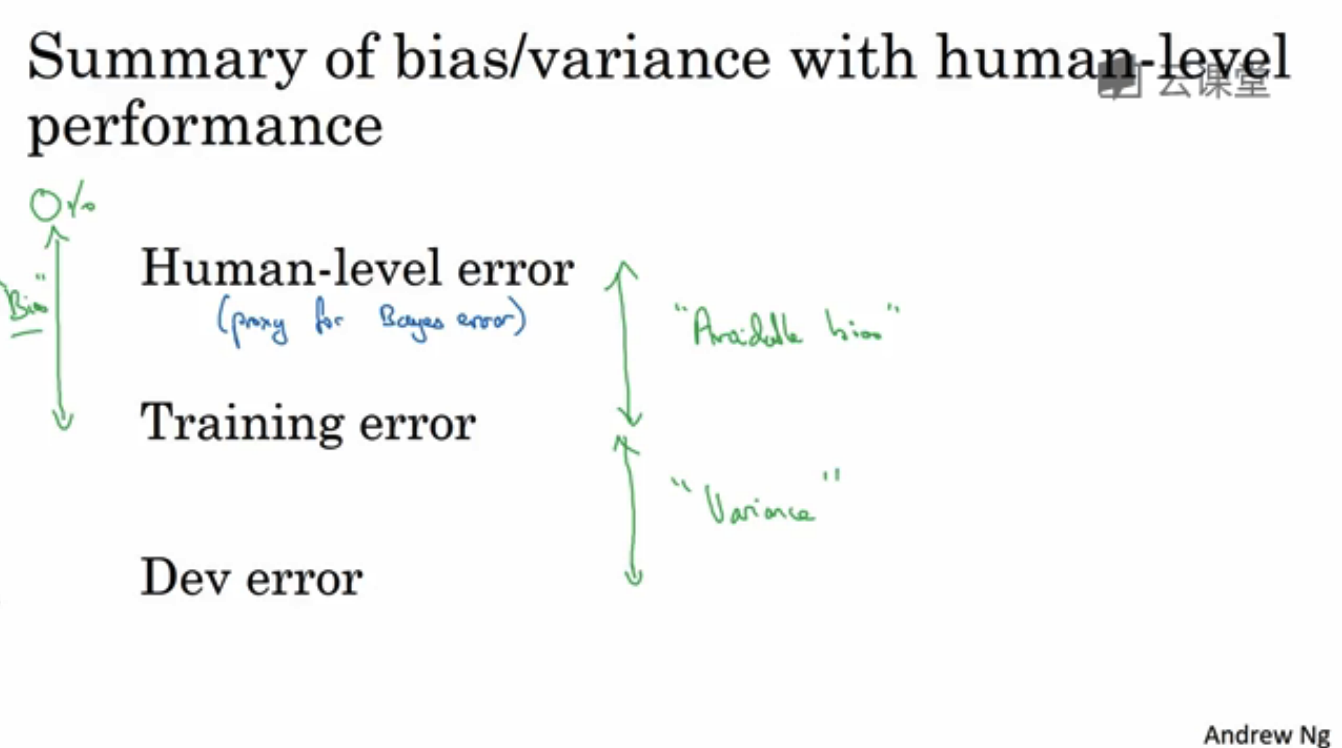 Summary of bias/variance with human-level
performance
云课堂
0%
"Bias"
Human-level error
(proxy for Bayes error)
"Avoidable bias"
Training error
"Variance"
Dev error
Andrew Ng